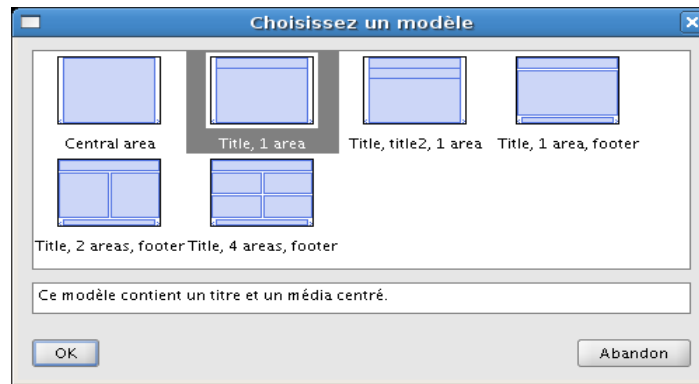 Choisissez un modèle
Central area
Title, 1 area
Title, title2, 1 area
Title, 1 area, footer
Title, 2 areas, footer
Title, 4 areas, footer
Ce modèle contient un titre et un média centré.
OK
Abandon